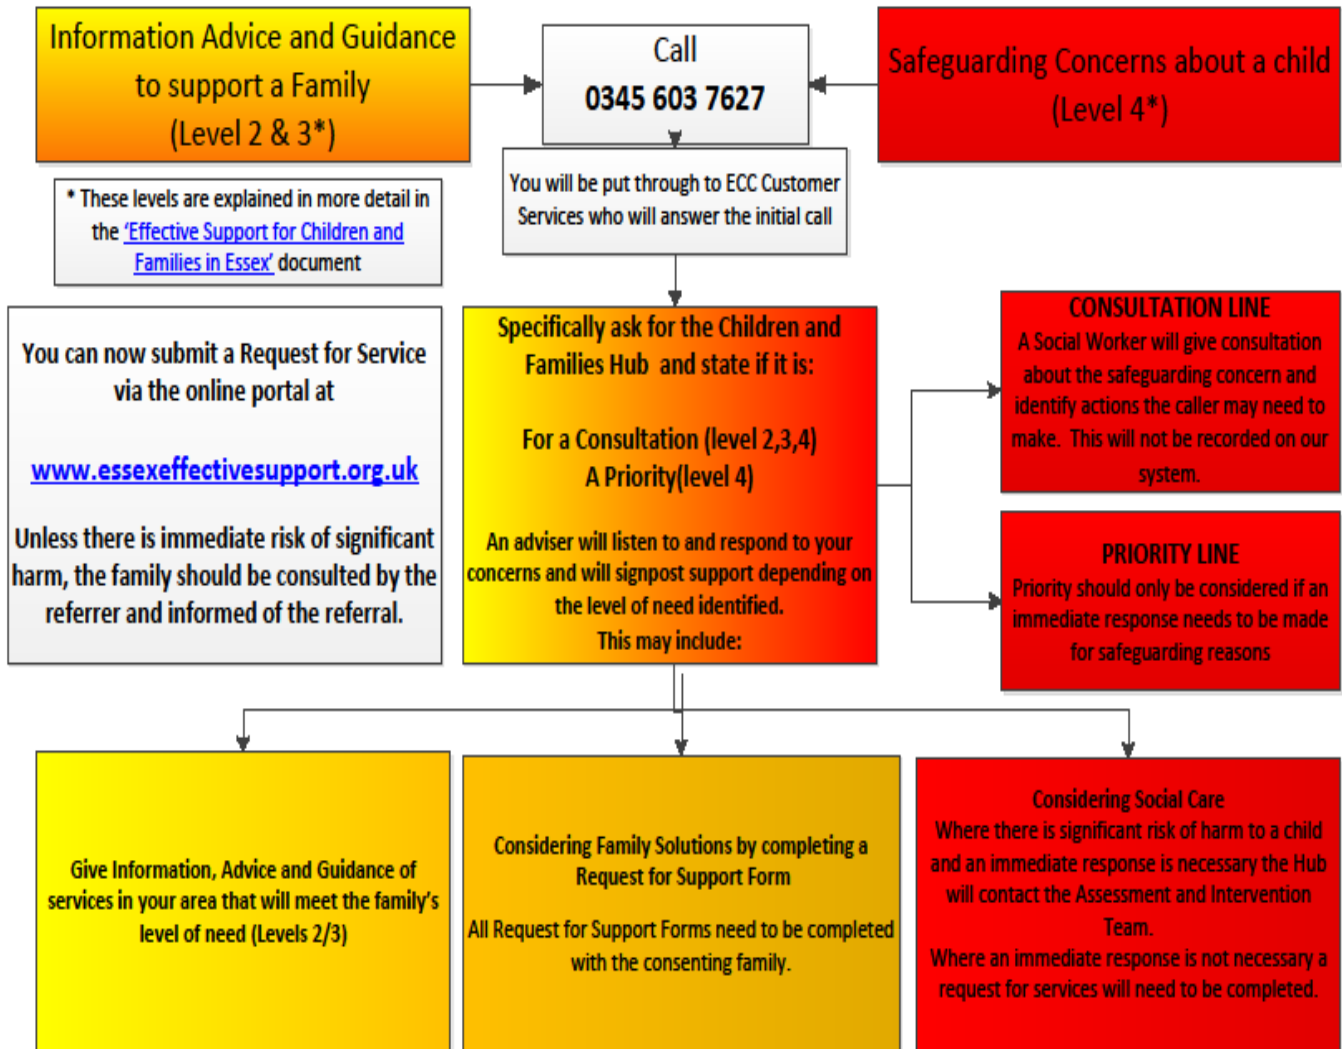 Information Advice and Guidance
to support a Family
(Level 2 & 3*)
Call
0345 603 7627
Safeguarding Concerns about a child
(Level 4*)
* These levels are explained in more detail in
the 'Effective Support for Children and
Families in Essex' document
You will be put through to ECC Customer
Services who will answer the initial call
You can now submit a Request for Service
via the online portal at
www.essexeffectivesupport.org.uk
Unless there is immediate risk of significant
harm, the family should be consulted by the
referrer and informed of the referral.
Specifically ask for the Children and
Families Hub and state if it is:
For a Consultation (level 2,3,4)
A Priority(level 4)
An adviser will listen to and respond to your
concerns and will signpost support depending on
the level of need identified.
This may include:
CONSULTATION LINE
A Social Worker will give consultation
about the safeguarding concern and
identify actions the caller may need to
make. This will not be recorded on our
system.
PRIORITY LINE
Priority should only be considered if an
immediate response needs to be made
for safeguarding reasons
Give Information, Advice and Guidance of
services in your area that will meet the family's
level of need (Levels 2/3)
Considering Family Solutions by completing a
Request for Support Form
All Request for Support Forms need to be completed
with the consenting family.
Considering Social Care
Where there is significant risk of harm to a child
and an immediate response is necessary the Hub
will contact the Assessment and Intervention
Team.
Where an immediate response is not necessary a
request for services will need to be completed.